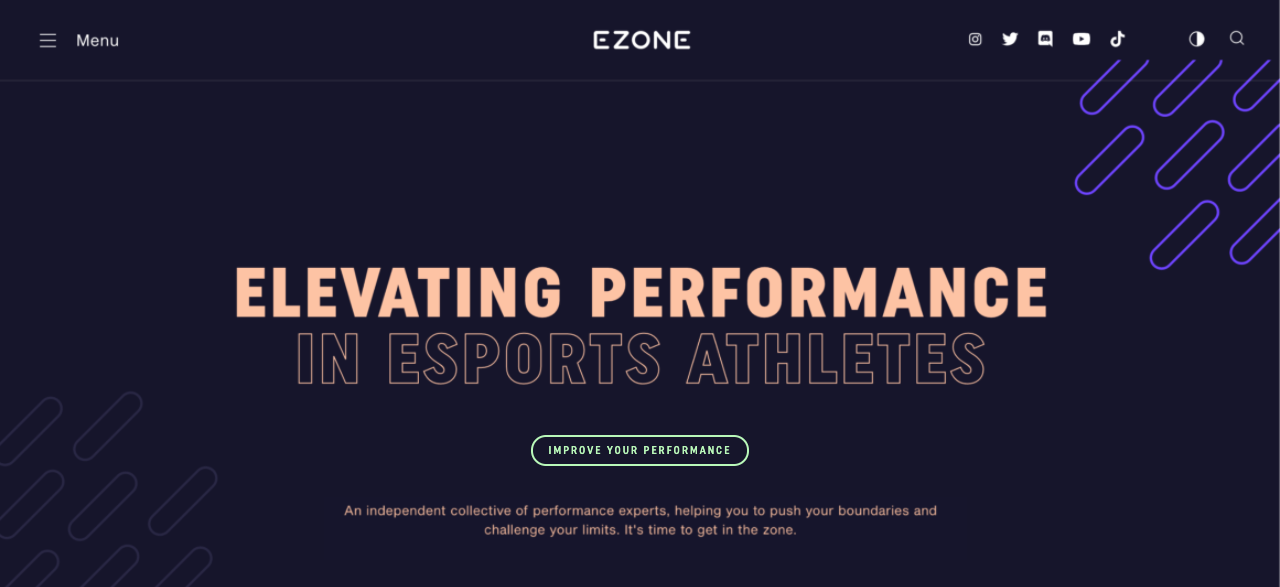 Menu
EZONE
ELEVATING PERFORMANCE
IN ESPORTS ATHLETES
IMPROVE YOUR PERFORMANCE
An independent collective of performance experts, helping you to push your boundaries and
challenge your limits. It's time to get in the zone.